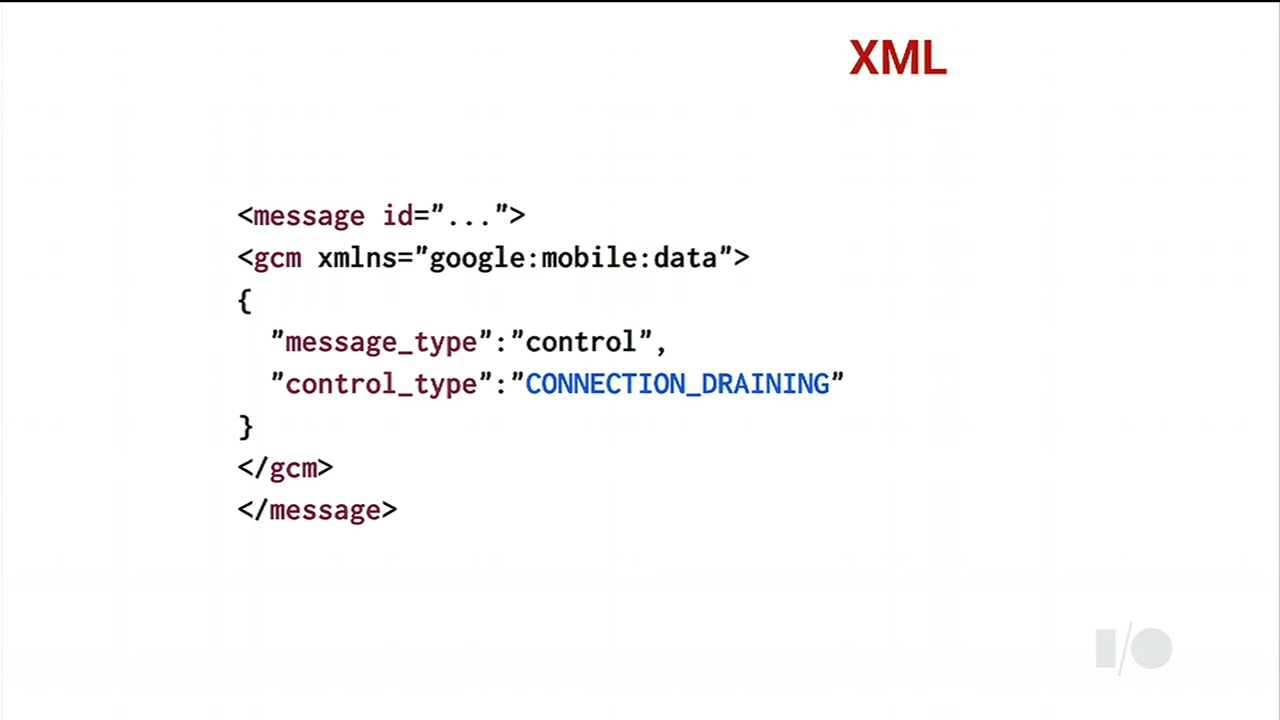 XML
<message id="...">
<gcm xmlns="google:mobile:data">
{
  "message_type":"control",
  "control_type":"CONNECTION_DRAINING"
}
</gcm>
</message>
I/O